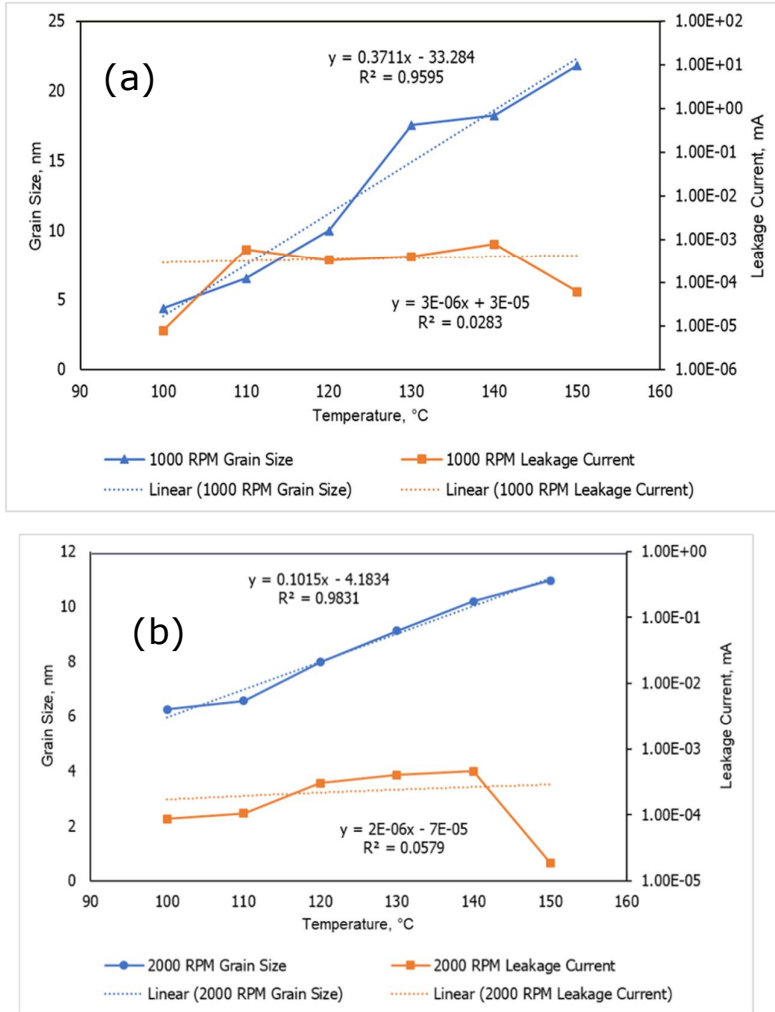 (a)
y = 0.3711x - 33.284
R² = 0.9595
y = 3E-06x + 3E-05
R² = 0.0283
Grain Size, nm
25
20
15
10
5
0
Leakage Current, mA
1.00E+02
1.00E+01
1.00E+00
1.00E-01
1.00E-02
1.00E-03
1.00E-04
1.00E-05
1.00E-06
90 100 110 120 130 140 150 160
Temperature, °C
1000 RPM Grain Size 1000 RPM Leakage Current
Linear (1000 RPM Grain Size) Linear (1000 RPM Leakage Current)
(b)
y = 0.1015x - 4.1834
R² = 0.9831
y = 2E-06x - 7E-05
R² = 0.0579
Grain Size, nm
12
10
8
6
4
2
0
Leakage Current, mA
1.00E+00
1.00E-01
1.00E-02
1.00E-03
1.00E-04
1.00E-05
90 100 110 120 130 140 150 160
Temperature, °C
2000 RPM Grain Size 2000 RPM Leakage Current
Linear (2000 RPM Grain Size) Linear (2000 RPM Leakage Current)